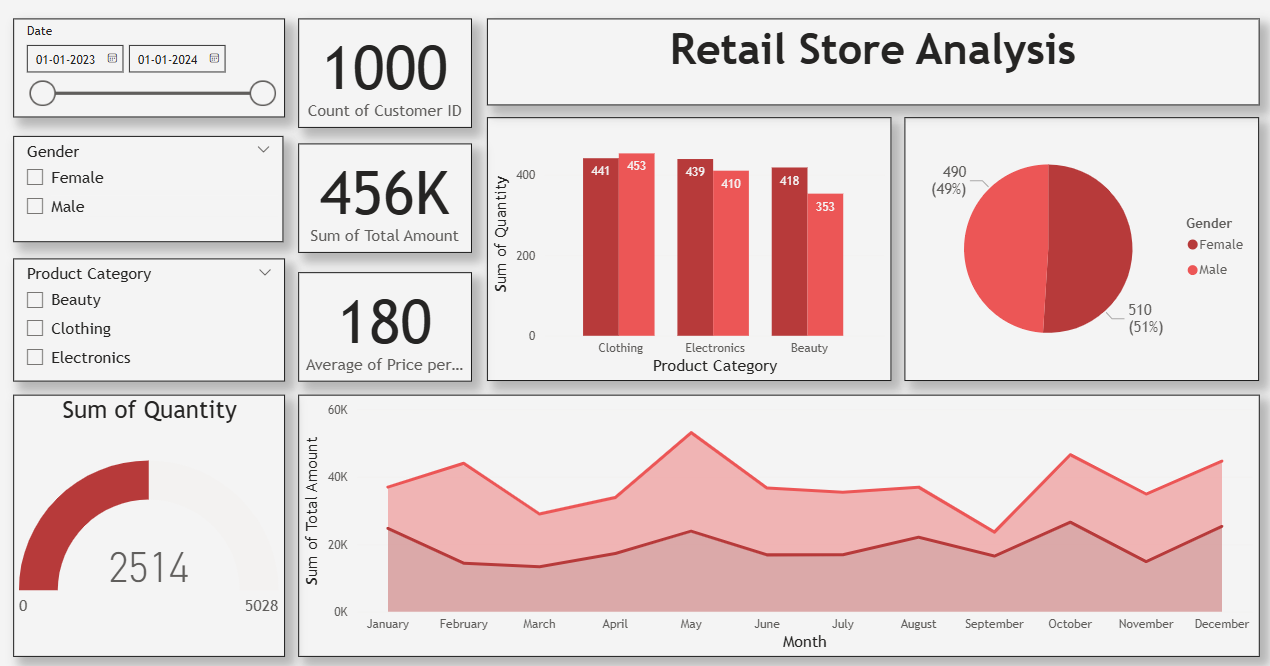 Retail Store Analysis
Date
01-01-2023
01-01-2024
Gender
Female
Male
Product Category
Beauty
Clothing
Electronics
1000
Count of Customer ID
456K
Sum of Total Amount
180
Average of Price per...
Sum of Quantity
400
200
0
441
453
439
410
418
353
Clothing
Electronics
Beauty
Product Category
490
(49%)
510
(51%)
Gender
Female
Male
Sum of Quantity
2514
0
5028
Sum of Total Amount
60K
40K
20K
0K
January
February
March
April
May
June
July
August
September
October
November
December
Month